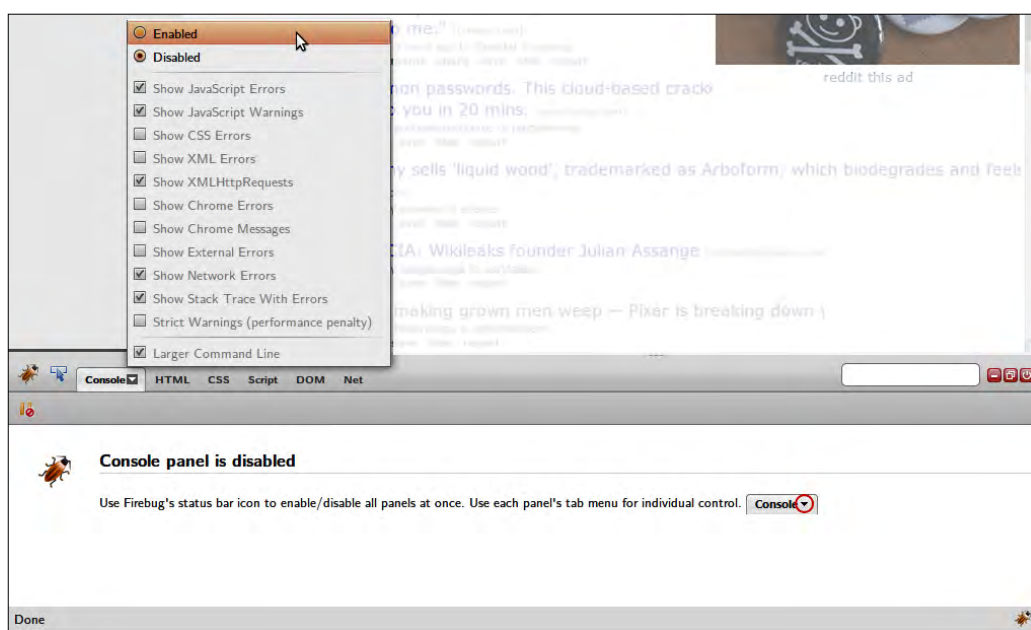 Enabled
Disabled
Show JavaScript Errors
Show JavaScript Warnings
Show CSS Errors
Show XML Errors
Show XMLHttpRequests
Show Chrome Errors
Show Chrome Messages
Show External Errors
Show Network Errors
Show Stack Trace With Errors
Strict Warnings (performance penalty)
Larger Command Line
me."
reddit this ad
passwords. This cloud-based crack
you in 20 mins.
sells 'liquid wood', trademarked as Arboform, which biodegrades and feels
CIA: Wikileaks founder Julian Assange
making grown men weep — Pixar is breaking down
Console HTML CSS Script DOM Net
Console panel is disabled
Use Firebug's status bar icon to enable/disable all panels at once. Use each panel's tab menu for individual control. Console
Done